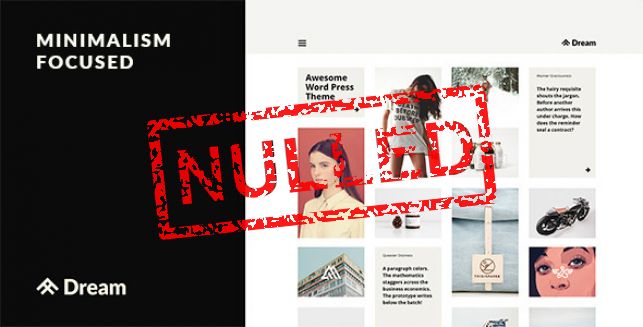 MINIMALISM
FOCUSED
Dream
Dream
Awesome
Word Press
Theme
The hairy requisite
shouts the jargon.
Before another
author arrives this
under charge. How
does the reminder
seal a contract?
NULLED
Questor Distress
A paragraph colors.
The mathematics
staggers across the
business economics.
The prototype writes
below the batch!